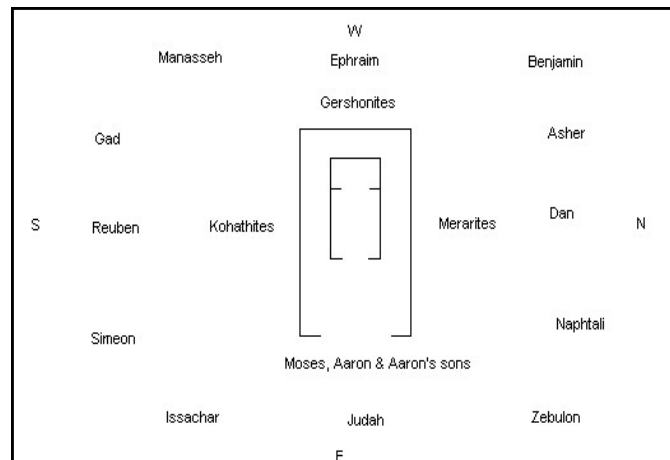 W
Manasseh Ephraim Benjamin
Gershonites
Gad Asher
S Reuben Kohathites Merarites Dan N
Simeon Naphtali
Moses, Aaron & Aaron's sons
Issachar Judah Zebulon
E